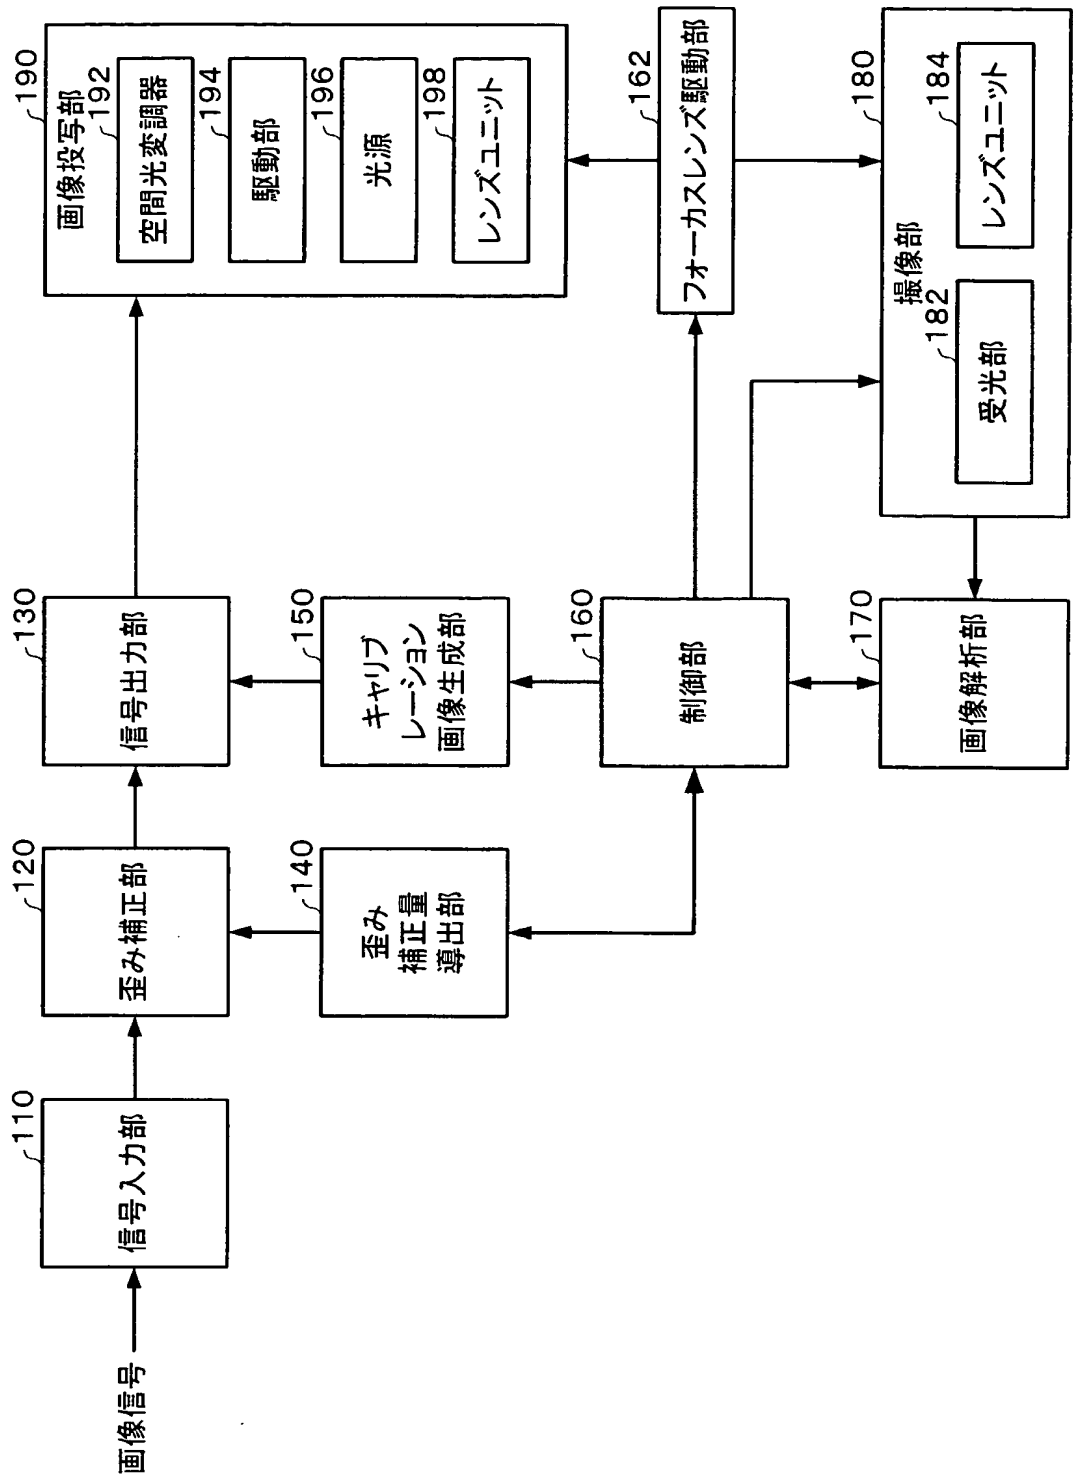 画像信号
110
信号入力部
120
歪み補正部
130
信号出力部
140
歪み
補正量
導出部
150
キャリブ
レーション
画像生成部
160
制御部
170
画像解析部
190
画像投写部
192
空間光変調器
194
駆動部
196
光源
198
レンズユニット
162
フォーカスレンズ駆動部
180
撮像部
182
受光部
184
レンズユニット